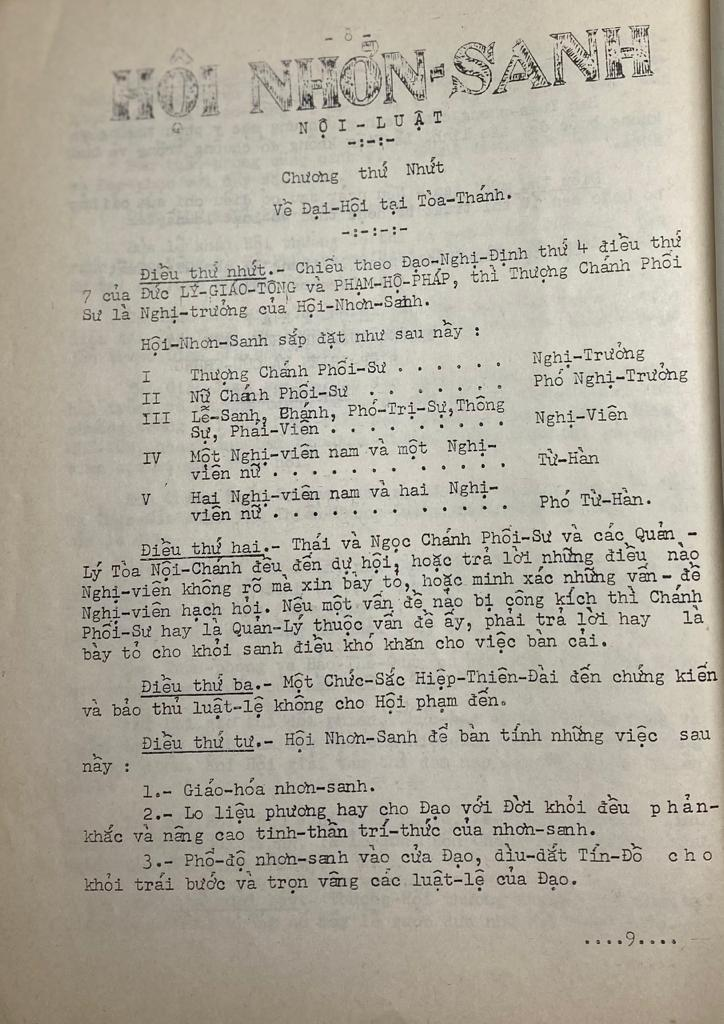 - 8 -
HỘI NHƠN-SANH
NỘI-LUẬT
-:-:-
Chương thứ Nhứt
Về Đại-Hội tại Tòa-Thánh.
-:-:-:-
Điều thứ nhứt.- Chiếu theo Đạo-Nghị-Định thứ 4 điều thứ
7 của Đức LÝ-GIÁO-TÔNG và PHẠM-HỘ-PHÁP, thì Thượng Chánh Phối
Sư là Nghị-trưởng của Hội-Nhơn-Sanh.
Hội-Nhơn-Sanh sắp đặt như sau nầy :
I Thượng Chánh Phối-Sư . . . . . . Nghị-Trưởng
II Nữ Chánh Phối-Sư . . . . . . Phó Nghị-Trưởng
III Lễ-Sanh, Chánh, Phó-Trị-Sự,Thông
Sự, Phái-Viên . . . . . . . . . . Nghị-Viên
IV Một Nghị-viên nam và một Nghị-
viên nữ . . . . . . . . . . . . . Từ-Hàn
V Hai Nghị-viên nam và hai Nghị-
viên nữ . . . . . . . . . . . . . Phó Từ-Hàn.
Điều thứ hai.- Thái và Ngọc Chánh Phối-Sư và các Quản -
Lý Tòa Nội-Chánh đều đến dự hội, hoặc trả lời những điều nào
Nghị-viên không rõ mà xin bày tỏ, hoặc minh xác những vấn - đề
Nghị-viên hạch hỏi. Nếu một vấn đề nào bị công kích thì Chánh
Phối-Sư hay là Quản-Lý thuộc vấn đề ấy, phải trả lời hay là
bày tỏ cho khỏi sanh điều khó khăn cho việc bàn cãi.
Điều thứ ba.- Một Chức-Sắc Hiệp-Thiên-Đài đến chứng kiến
và bảo thủ luật-lệ không cho Hội phạm đến.
Điều thứ tư.- Hội Nhơn-Sanh để bàn tính những việc sau
nầy :
1.- Giáo-hóa nhơn-sanh.
2.- Lo liệu phương hay cho Đạo với Đời khỏi điều phản-
khắc và nâng cao tinh-thần trí-thức của nhơn-sanh.
3.- Phổ-độ nhơn-sanh vào cửa Đạo, dìu-dắt Tín-Đồ cho
khỏi trái bước và trọn vâng các luật-lệ của Đạo.
....9....